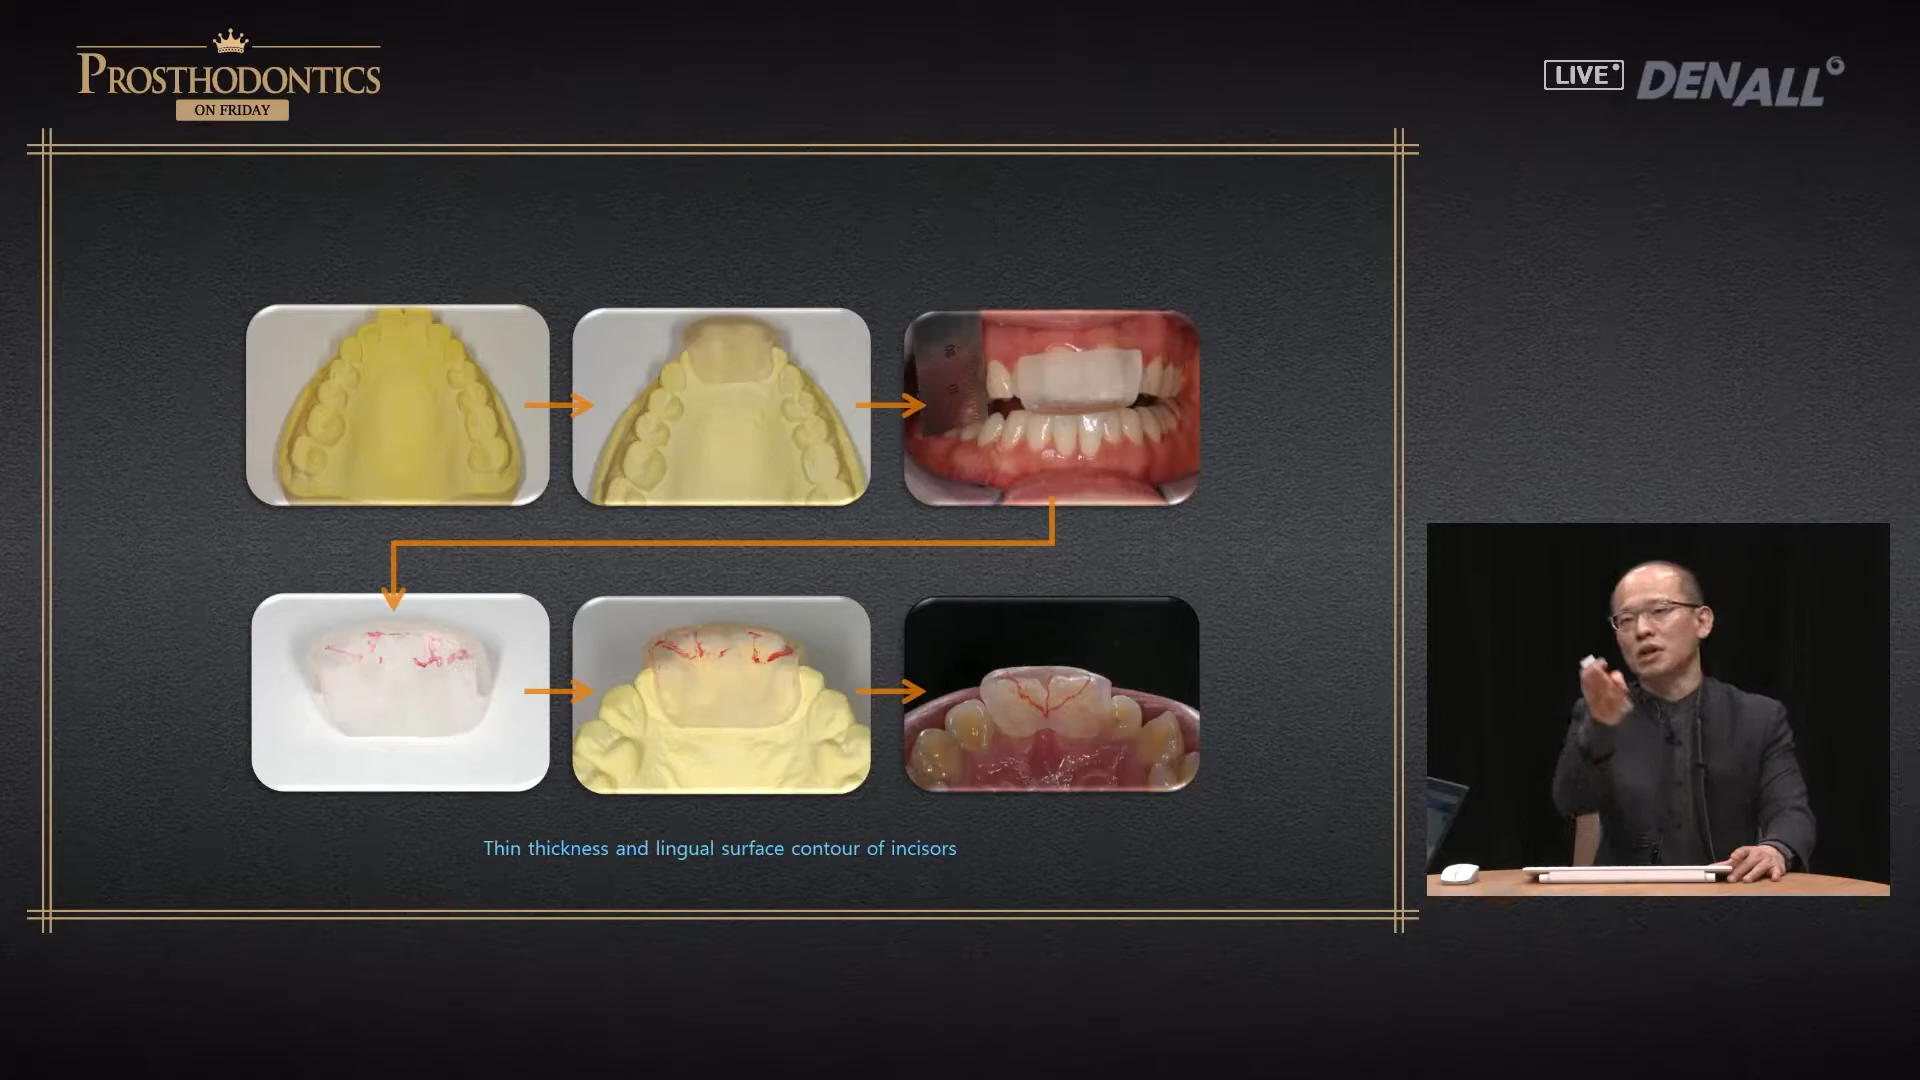 PROSTHODONTICS
ON FRIDAY
LIVE
DENALL
Thin thickness and lingual surface contour of incisors